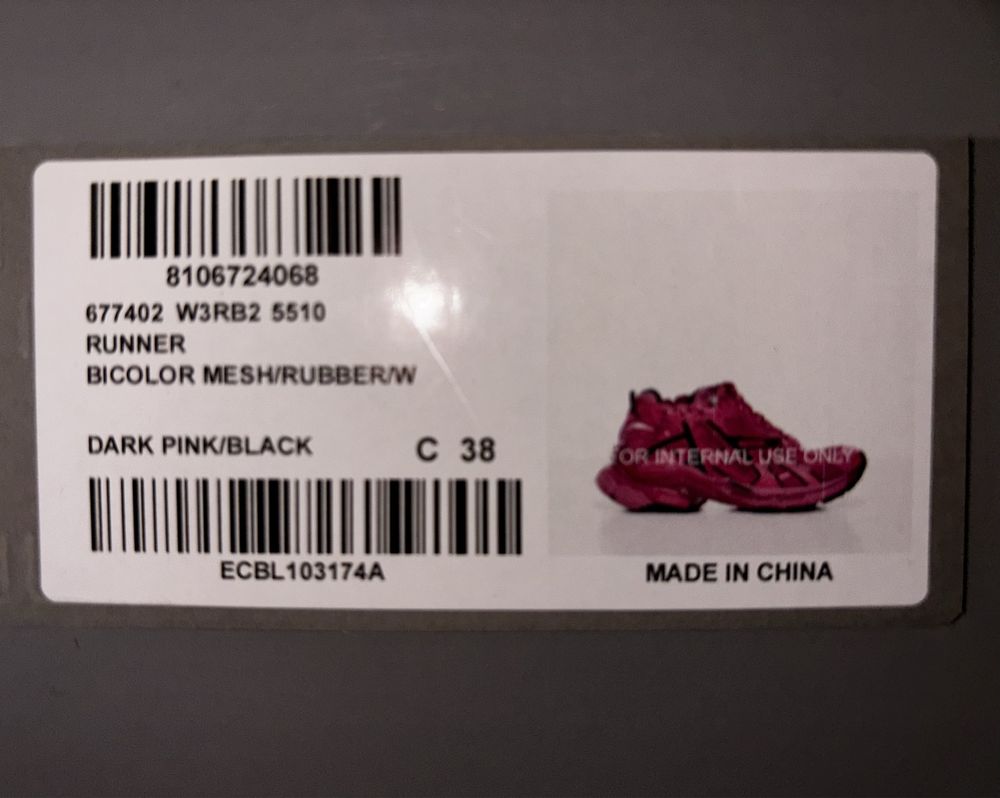 8106724068
677402 W3RB2 5510
RUNNER
BICOLOR MESH/RUBBER/W
DARK PINK/BLACK C 38
ECBL103174A
OR INTERNAL USE ONLY
MADE IN CHINA